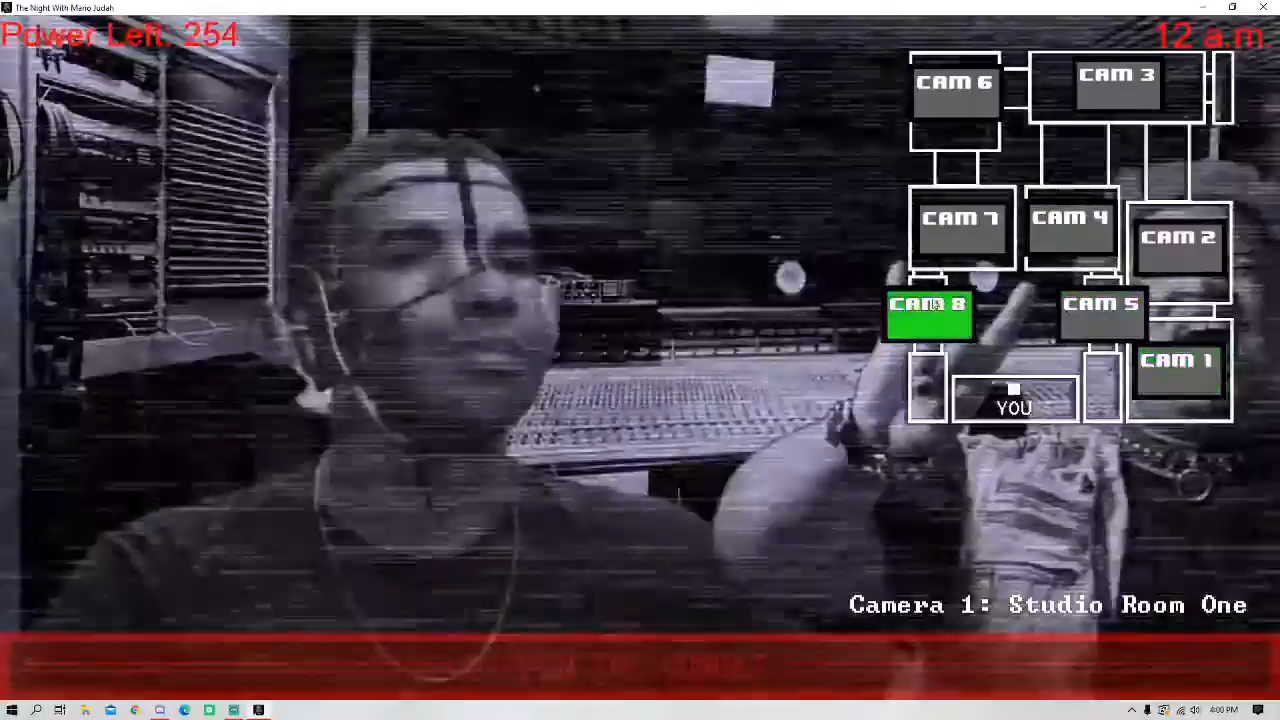 The Night With Mario Judah
Power Left: 254
12 a.m
CAM 6
CAM 3
CAM 7
CAM 4
CAM 2
CAM 8
CAM 5
CAM 1
YOU
Camera 1: Studio Room One
4:00 PM